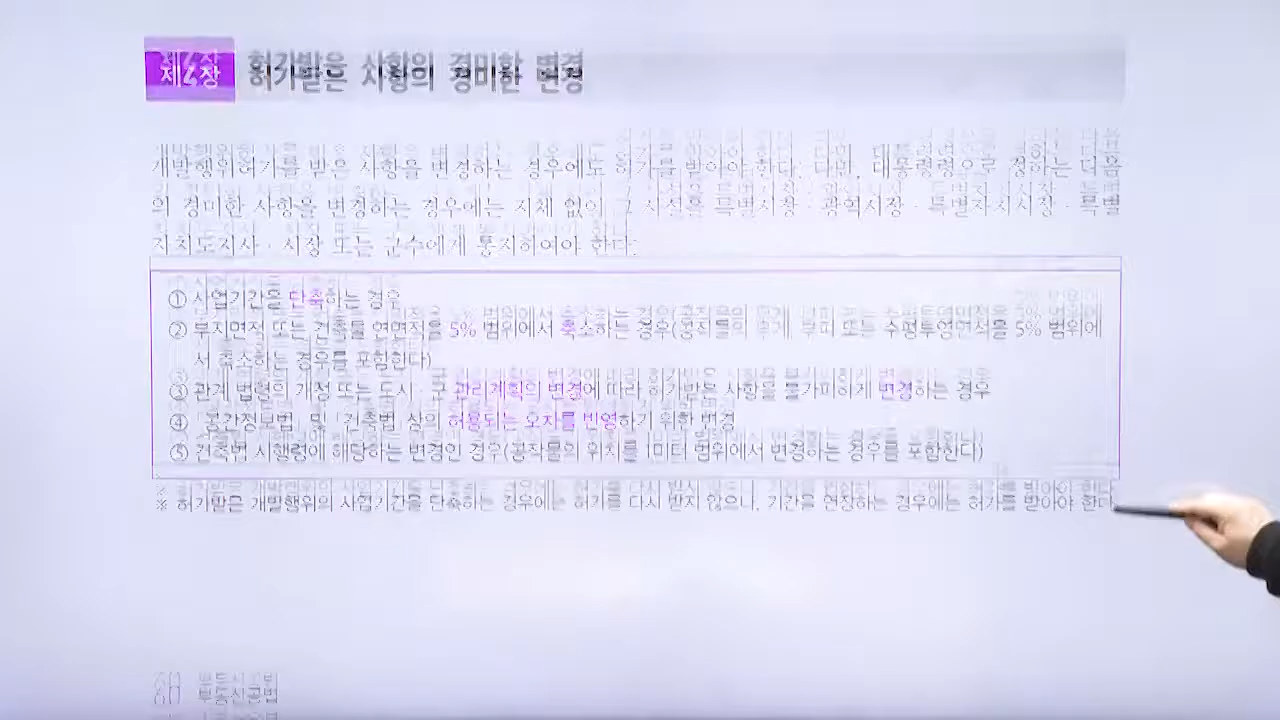 제4장 허가받은 사항의 경미한 변경
개발행위허가를 받은 사항을 변경하는 경우에도 허가를 받아야 한다. 다만, 대통령령으로 정하는 다음
의 경미한 사항을 변경하는 경우에는 지체 없이 그 사실을 특별시장·광역시장·특별자치시장·특별
자치도지사·시장 또는 군수에게 통지하여야 한다.
① 사업기간을 단축하는 경우
② 부지면적 또는 건축물 연면적을 5% 범위에서 축소하는 경우(공작물의 무게 부피 또는 수평투영면적을 5% 범위에
서 축소하는 경우를 포함한다)
③ 관계 법령의 개정 또는 도시·군 관리계획의 변경에 따라 허가받은 사항을 불가피하게 변경하는 경우
④ 「공간정보법」 및 「건축법」상의 허용되는 오차를 반영하기 위한 변경
⑤ 건축법 시행령에 해당하는 변경인 경우(공작물의 위치를 1미터 범위에서 변경하는 경우를 포함한다)
※ 허가받은 개발행위의 사업기간을 단축하는 경우에는 허가를 다시 받지 않으나, 기간을 연장하는 경우에는 허가를 받아야 한다.
60 부동산공법